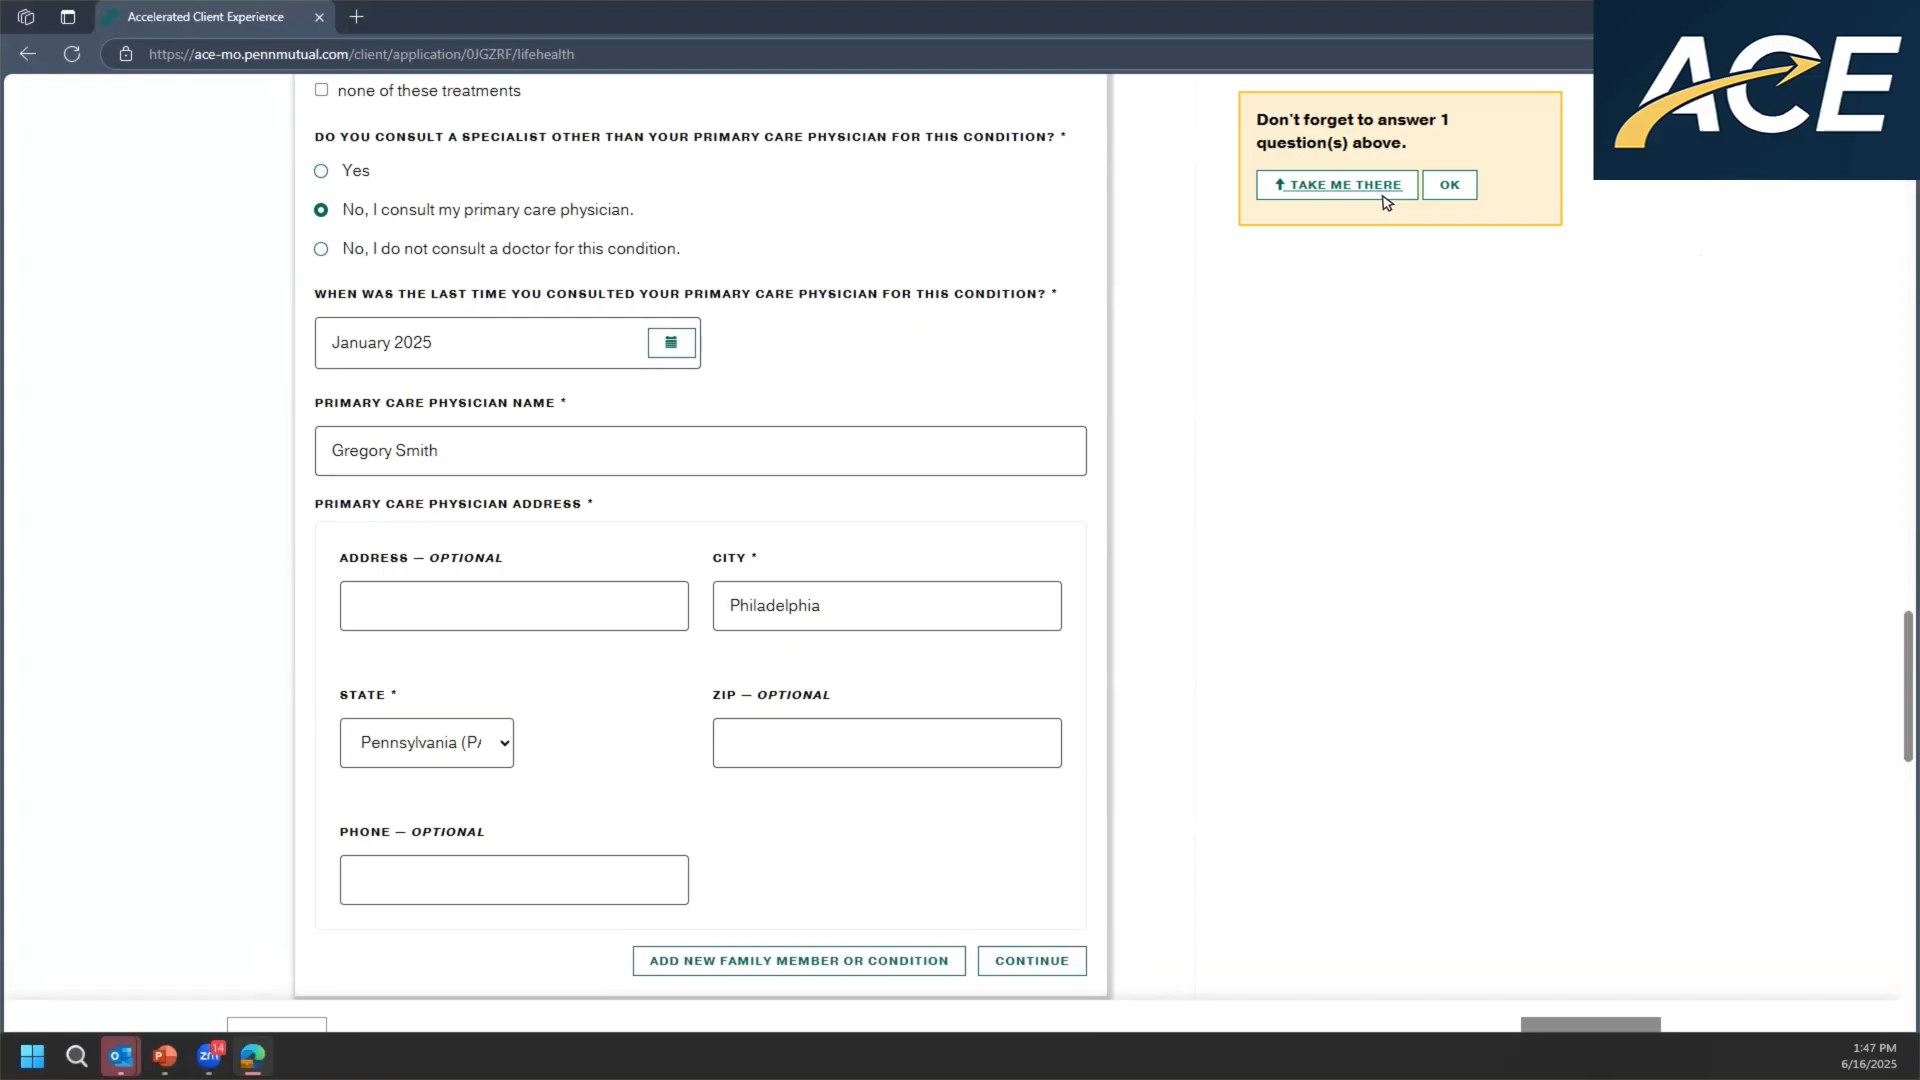 Accelerated Client Experience
https://ace-mo.pennmutual.com/client/application/0JGZRF/lifehealth
ACE
none of these treatments
Don't forget to answer 1
question(s) above.
TAKE ME THERE
OK
DO YOU CONSULT A SPECIALIST OTHER THAN YOUR PRIMARY CARE PHYSICIAN FOR THIS CONDITION? *
Yes
No, I consult my primary care physician.
No, I do not consult a doctor for this condition.
WHEN WAS THE LAST TIME YOU CONSULTED YOUR PRIMARY CARE PHYSICIAN FOR THIS CONDITION? *
January 2025
PRIMARY CARE PHYSICIAN NAME *
Gregory Smith
PRIMARY CARE PHYSICIAN ADDRESS *
ADDRESS — OPTIONAL
CITY *
Philadelphia
STATE *
ZIP — OPTIONAL
Pennsylvania (PA
PHONE — OPTIONAL
ADD NEW FAMILY MEMBER OR CONDITION
CONTINUE
14
1:47 PM
6/16/2025